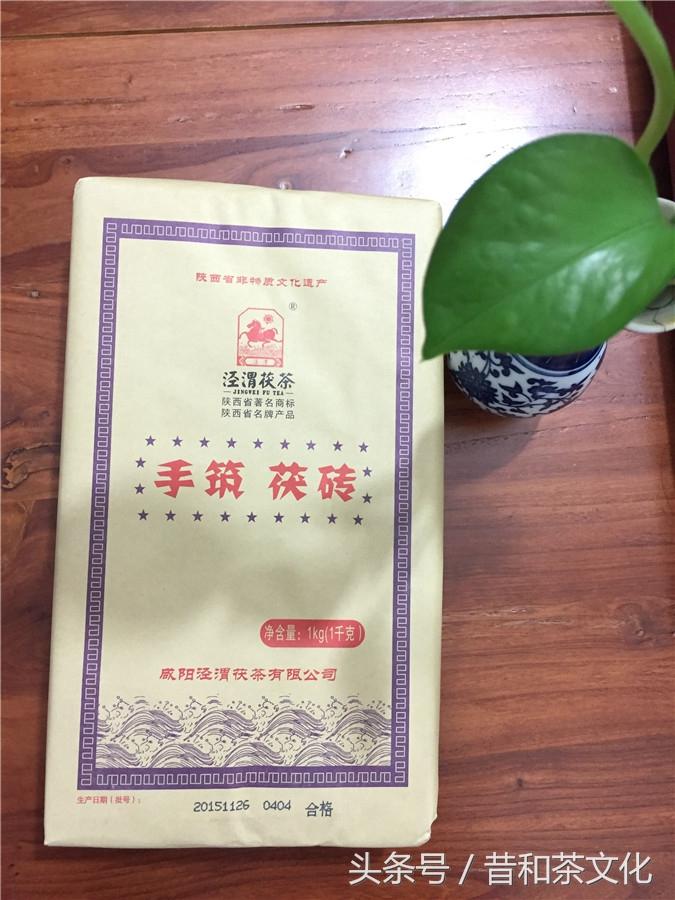 陕西省非物质文化遗产
®
泾渭茯茶
JINGWEI FU TEA
陕西省著名商标
陕西省名牌产品
手筑 茯砖
净含量：1kg(1千克)
咸阳泾渭茯茶有限公司
生产日期（批号）：
20151126 0404 合格
头条号 / 昔和茶文化